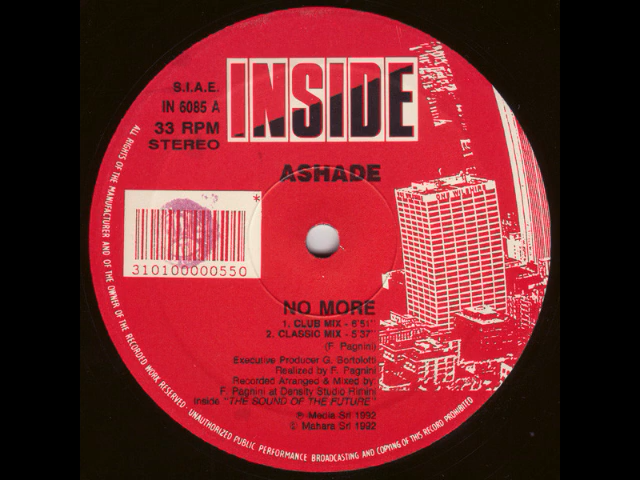 S.I.A.E.
IN 6085 A
33 RPM
STEREO
INSIDE
ASHADE
*
310100000550
NO MORE
1. CLUB MIX - 6'51"
2. CLASSIC MIX - 5'37"
(F. Pagnini)
Executive Producer G. Bortolotti
Realized by F. Pagnini
Recorded Arranged & Mixed by
F. Pagnini at Density Studio Rimini
Inside "THE SOUND OF THE FUTURE"
℗ Media Srl 1992
© Mahara Srl 1992
ALL RIGHTS OF THE MANUFACTURER AND OF THE OWNER OF THE RECORDED WORK RESERVED · UNAUTHORIZED PUBLIC PERFORMANCE BROADCASTING AND COPYING OF THIS RECORD PROHIBITED